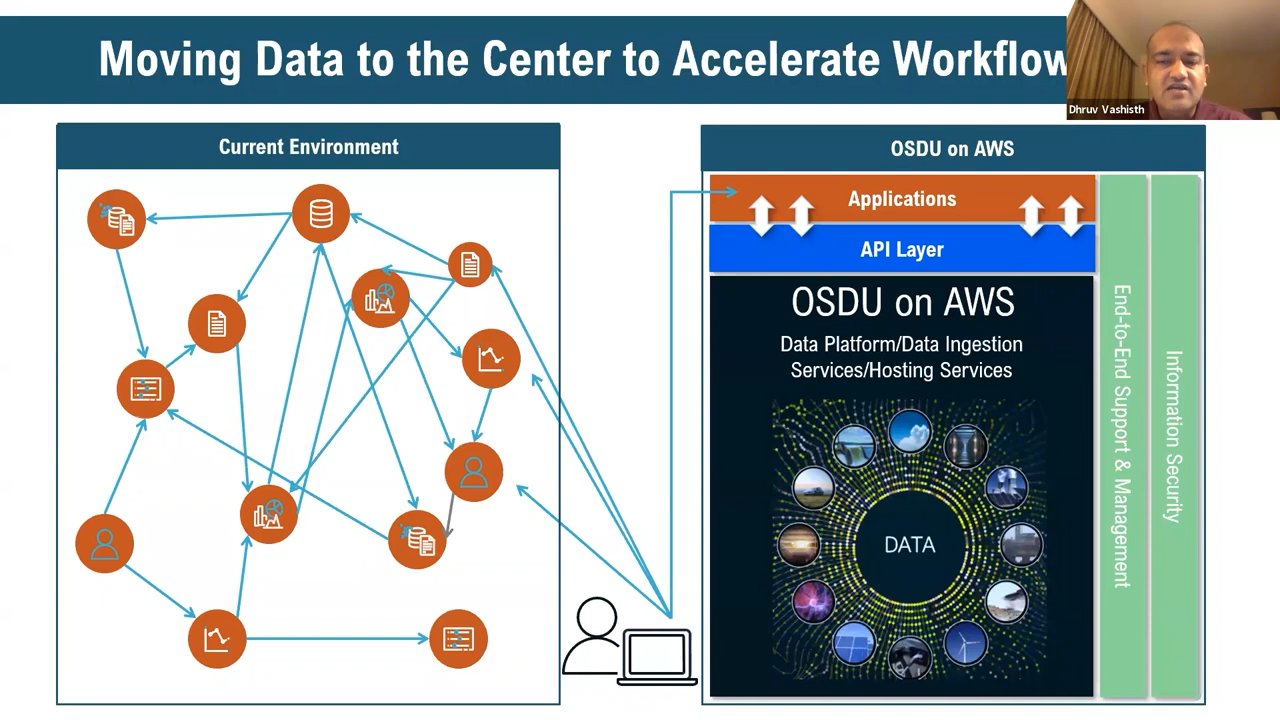 Moving Data to the Center to Accelerate Workflow
Dhruv Vashisth
Current Environment
OSDU on AWS
Applications
API Layer
OSDU on AWS
Data Platform/Data Ingestion
Services/Hosting Services
DATA
End-to-End Support & Management
Information Security